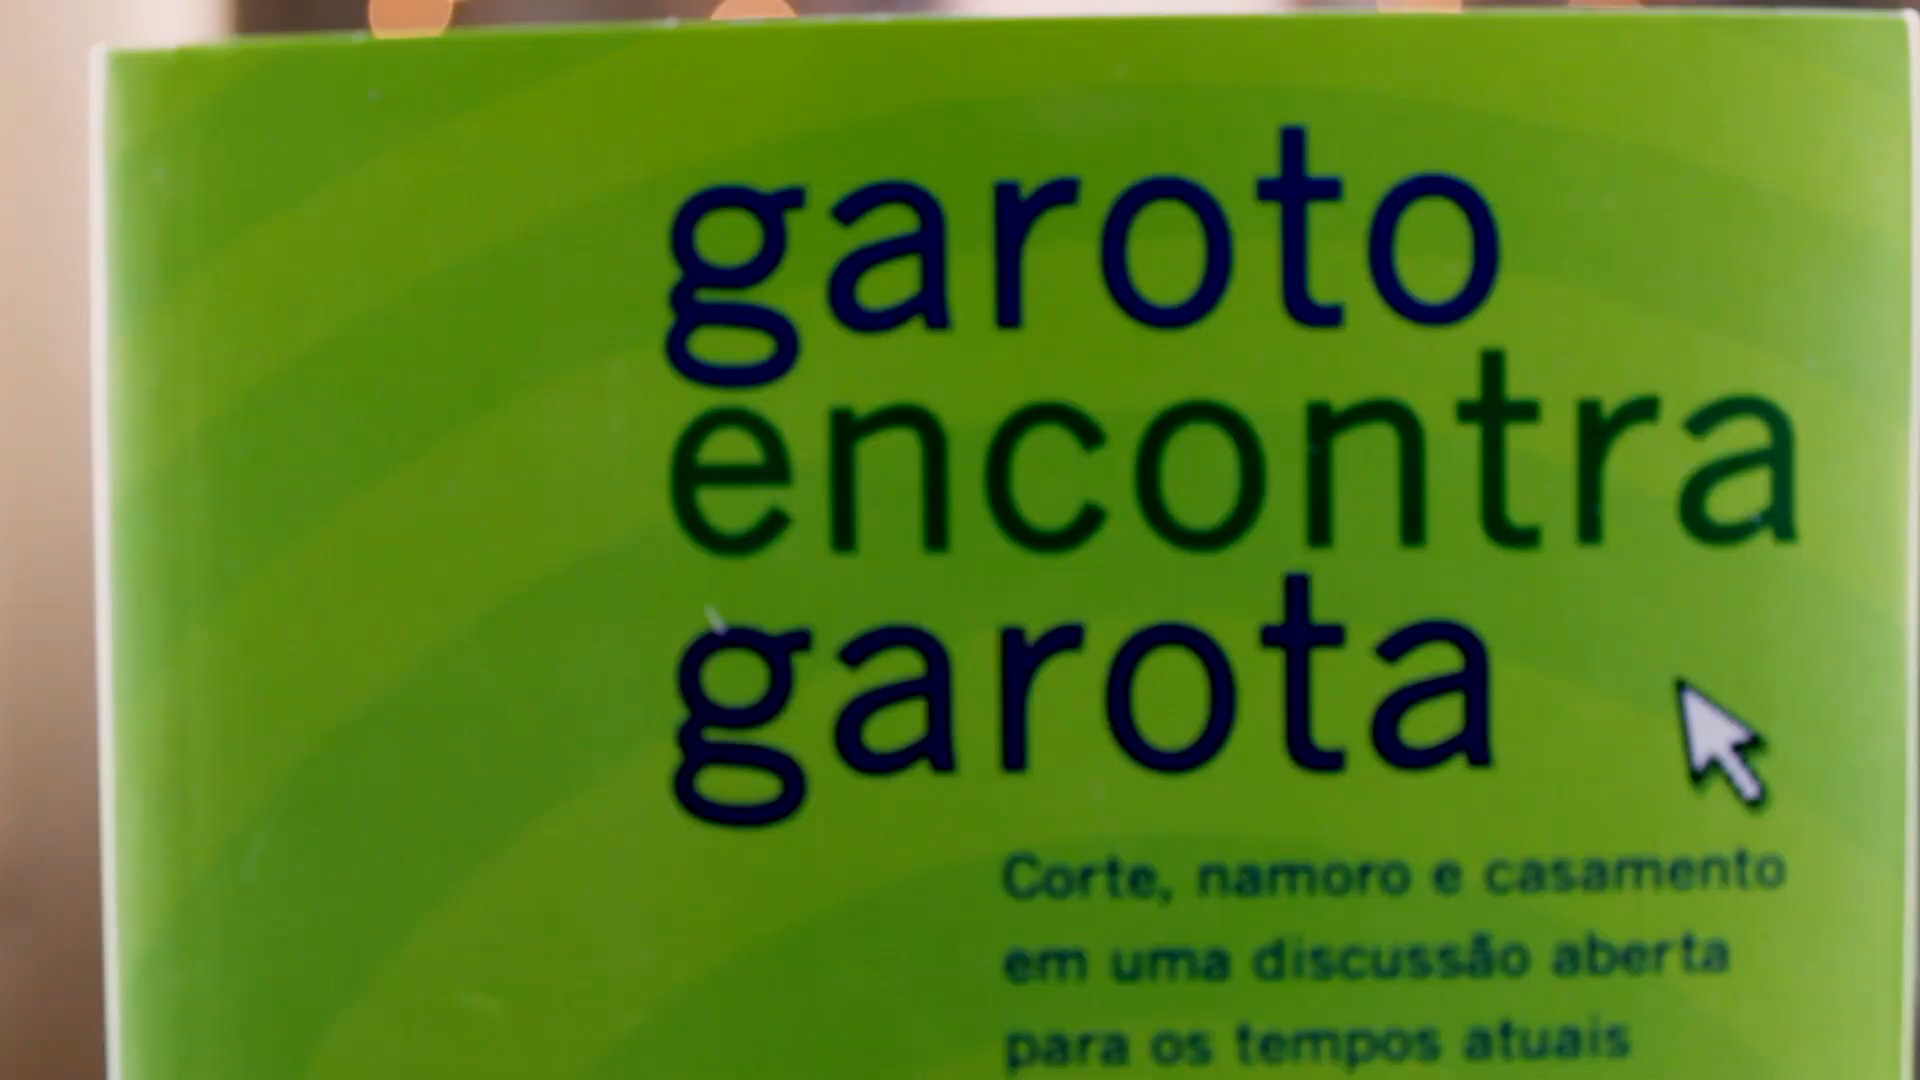 garoto
encontra
garota
Corte, namoro e casamento
em uma discussão aberta
para os tempos atuais